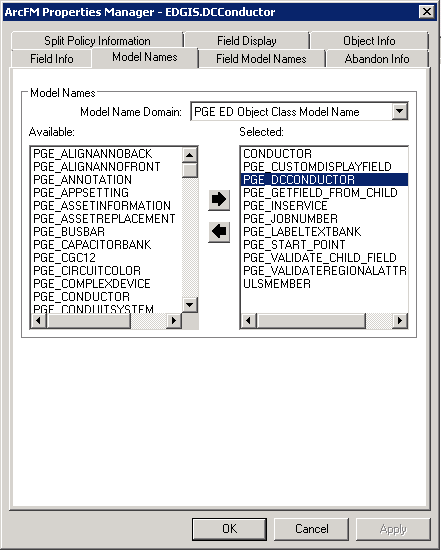 ArcFM Properties Manager - EDGIS.DCConductor
Split Policy Information Field Display Object Info
Field Info Model Names Field Model Names Abandon Info
Model Names
Model Name Domain: PGE ED Object Class Model Name
Available:
PGE_ALIGNANNOBACK
PGE_ALIGNANNOFRONT
PGE_ANNOTATION
PGE_APPSETTING
PGE_ASSETINFORMATION
PGE_ASSETREPLACEMENT
PGE_BUSBAR
PGE_CAPACITORBANK
PGE_CGC12
PGE_CIRCUITCOLOR
PGE_COMPLEXDEVICE
PGE_CONDUCTOR
PGE_CONDUITSYSTEM
Selected:
CONDUCTOR
PGE_CUSTOMDISPLAYFIELD
PGE_DCCONDUCTOR
PGE_GETFIELD_FROM_CHILD
PGE_INSERVICE
PGE_JOBNUMBER
PGE_LABELTEXTBANK
PGE_START_POINT
PGE_VALIDATE_CHILD_FIELD
PGE_VALIDATEREGIONALATTR
ULSMEMBER
OK Cancel Apply